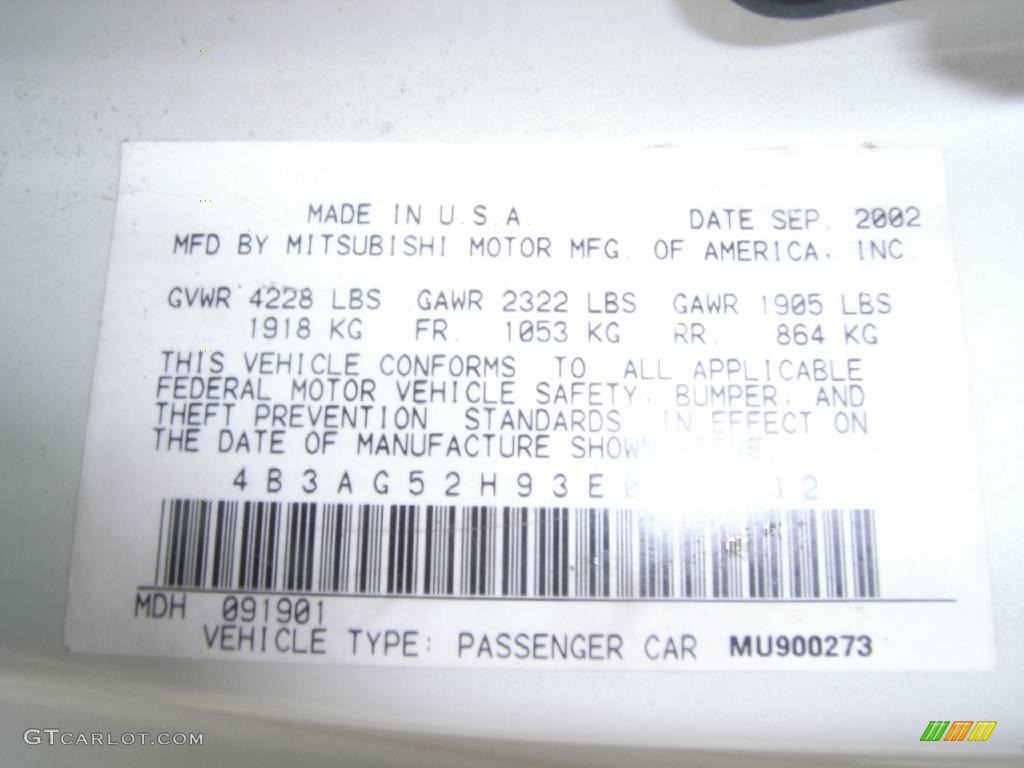 MADE IN U.S.A. DATE SEP. 2002
MFD BY MITSUBISHI MOTOR MFG. OF AMERICA, INC.
GVWR 4228 LBS GAWR 2322 LBS GAWR 1905 LBS
1918 KG FR. 1053 KG RR. 864 KG
THIS VEHICLE CONFORMS TO ALL APPLICABLE
FEDERAL MOTOR VEHICLE SAFETY, BUMPER, AND
THEFT PREVENTION STANDARDS IN EFFECT ON
THE DATE OF MANUFACTURE SHOWN ABOVE
MDH 091901
VEHICLE TYPE: PASSENGER CAR MU900273
GTCARLOT.COM